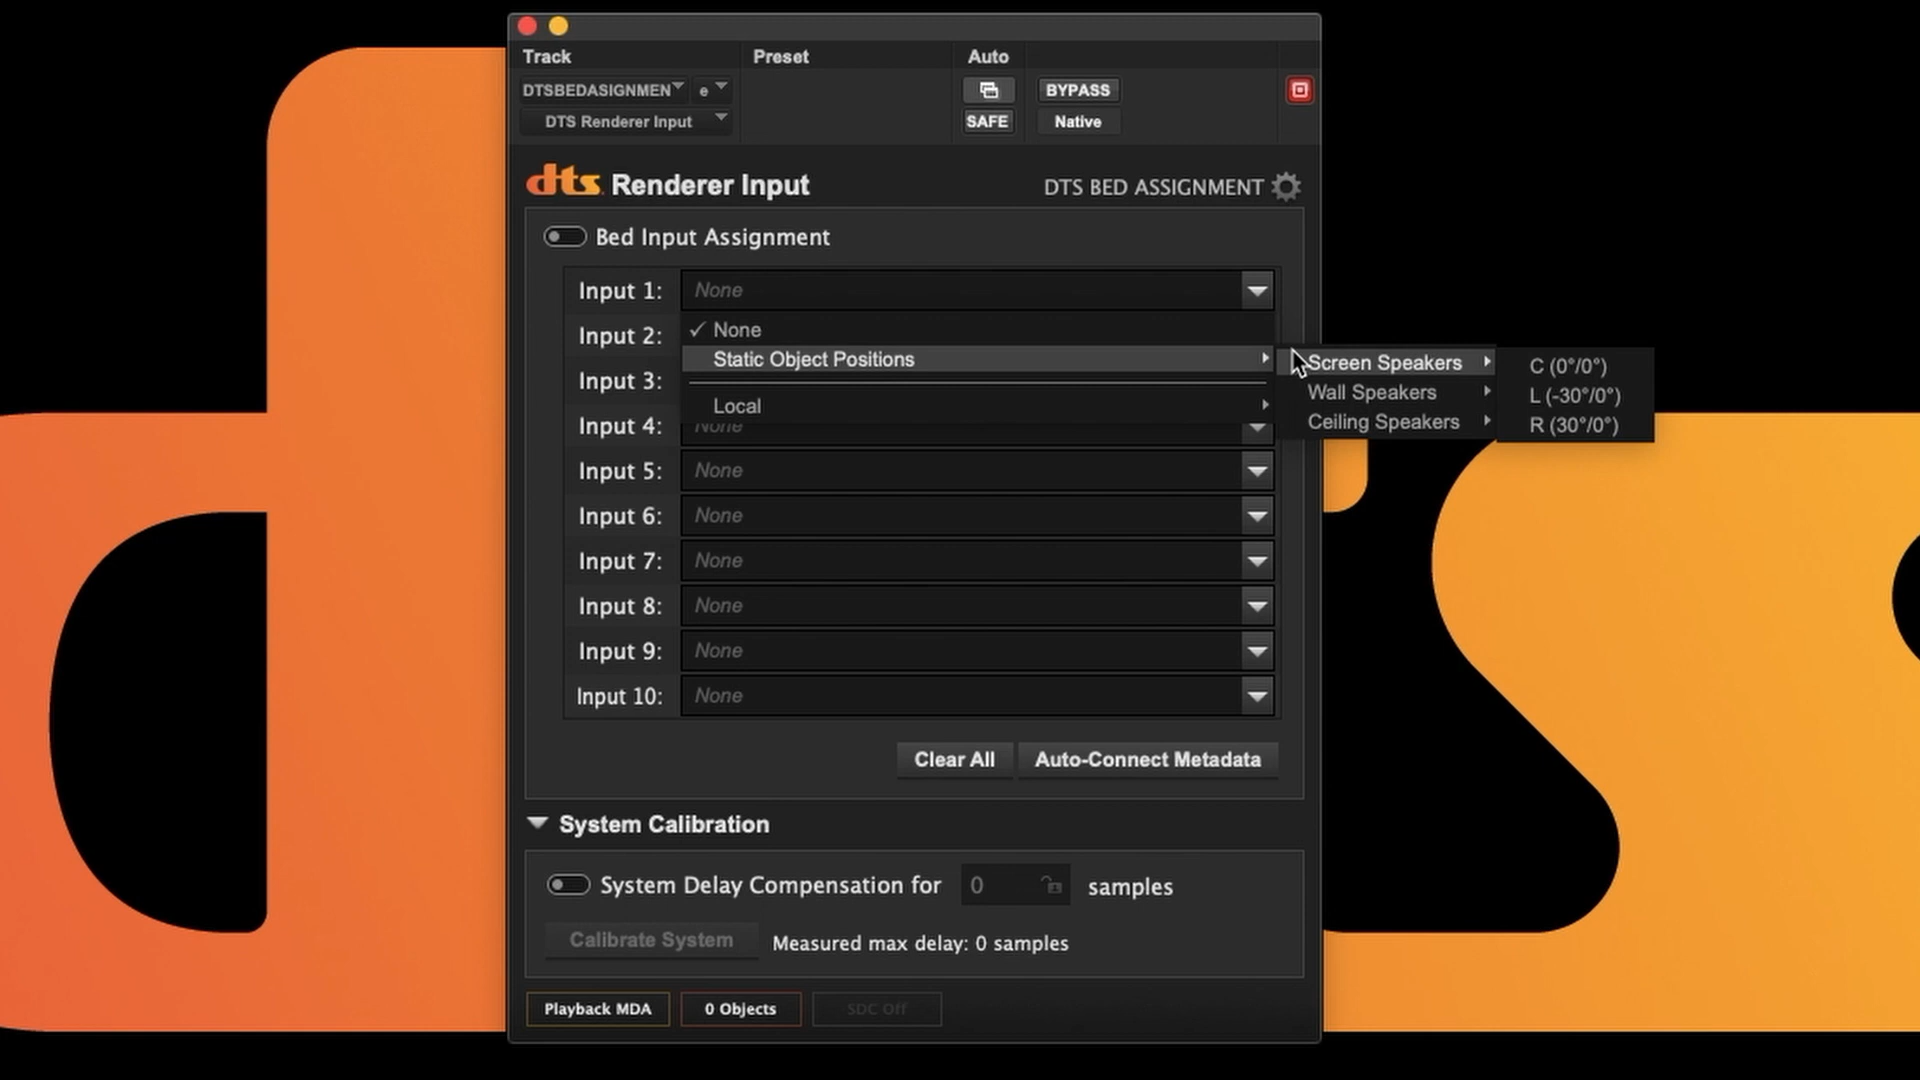 Track
Preset
Auto
DTSBEDASIGNMEN
e
BYPASS
DTS Renderer Input
SAFE
Native
dts Renderer Input
DTS BED ASSIGNMENT
Bed Input Assignment
Input 1: None
Input 2:
✓ None
Static Object Positions
Screen Speakers
C (0°/0°)
Input 3:
Wall Speakers
L (-30°/0°)
Local
Ceiling Speakers
R (30°/0°)
Input 4: None
Input 5: None
Input 6: None
Input 7: None
Input 8: None
Input 9: None
Input 10: None
Clear All
Auto-Connect Metadata
System Calibration
System Delay Compensation for 0 samples
Calibrate System
Measured max delay: 0 samples
Playback MDA
0 Objects
SDC Off